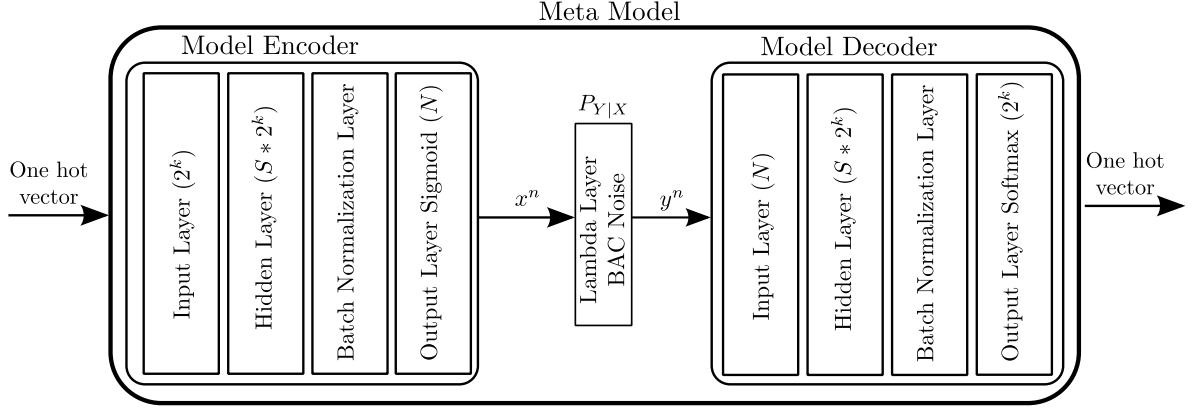 Meta Model
Model Encoder
Model Decoder
One hot
vector
Input Layer (2^k)
Hidden Layer (S ∗ 2^k)
Batch Normalization Layer
Output Layer Sigmoid (N)
x^n
P_{Y|X}
Lambda Layer
BAC Noise
y^n
Input Layer (N)
Hidden Layer (S ∗ 2^k)
Batch Normalization Layer
Output Layer Softmax (2^k)
One hot
vector